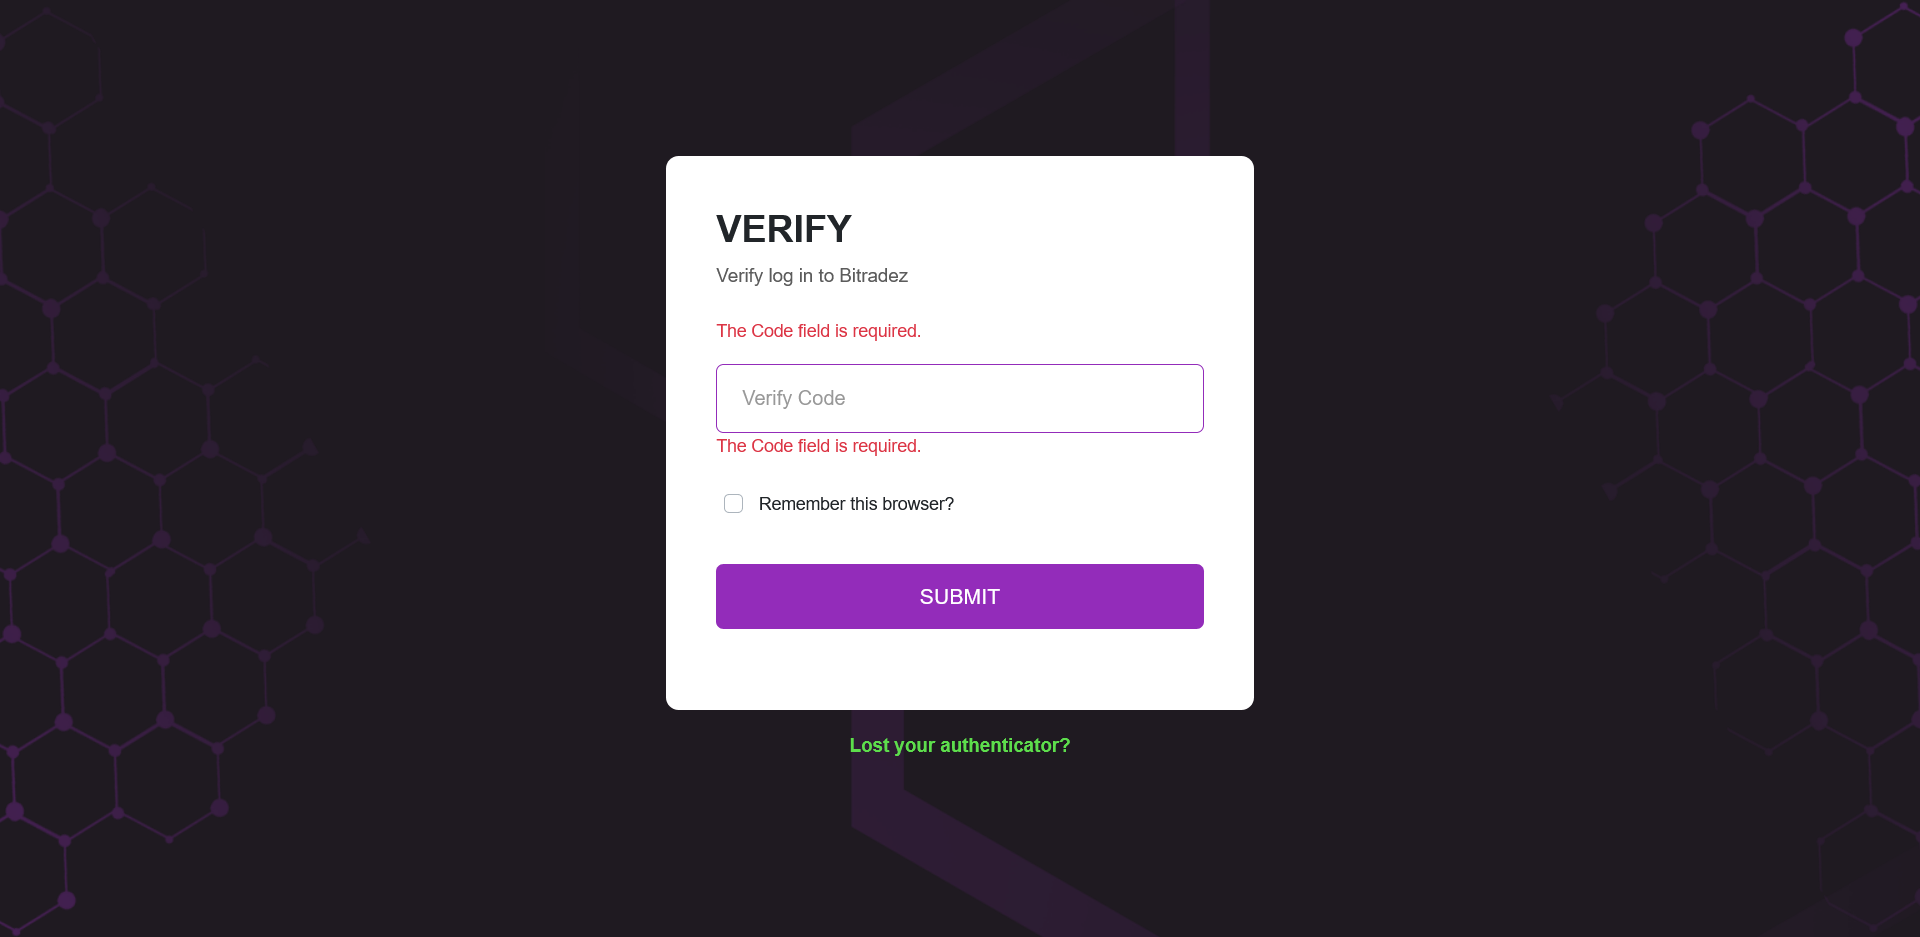 VERIFY
Verify log in to Bitradez
The Code field is required.
Verify Code
The Code field is required.
Remember this browser?
SUBMIT
Lost your authenticator?